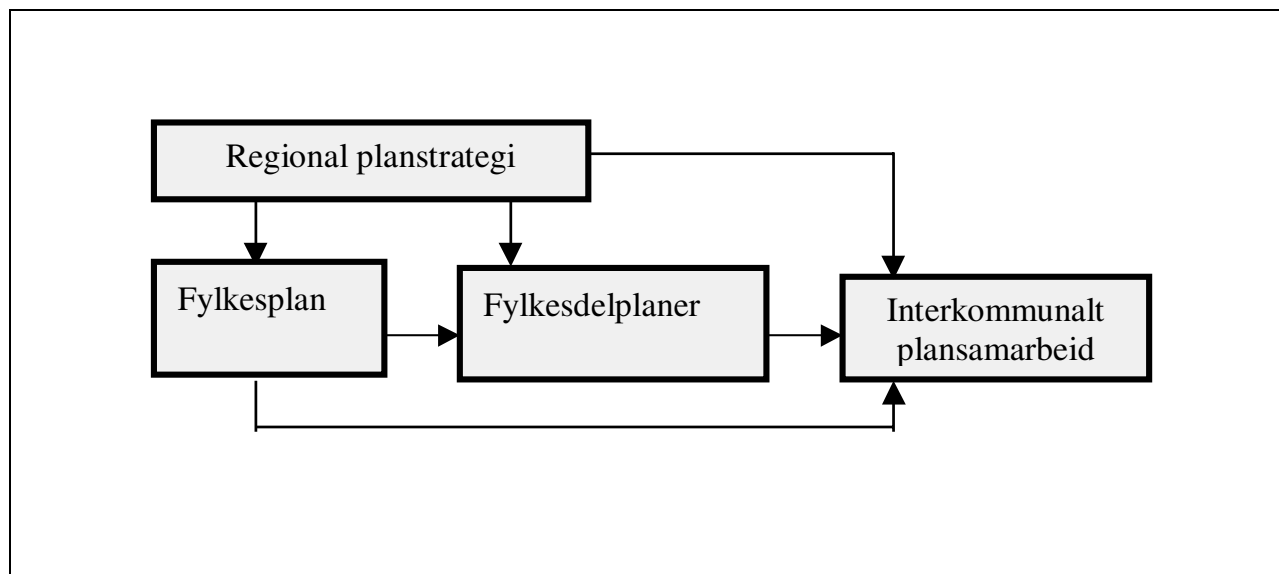 Regional planstrategi
Fylkesplan
Fylkesdelplaner
Interkommunalt
plansamarbeid